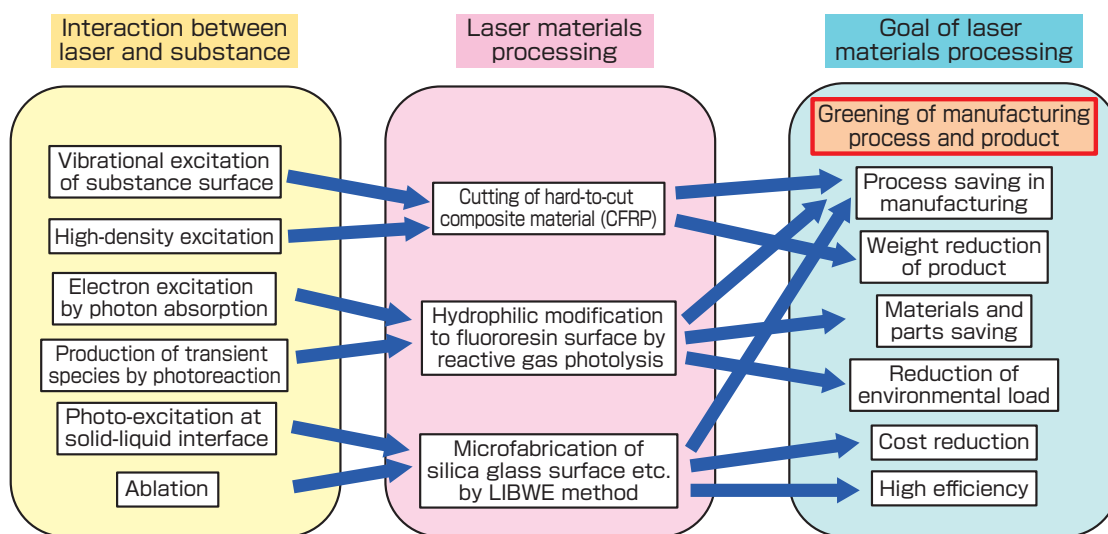 Interaction between
laser and substance
Vibrational excitation
of substance surface
High-density excitation
Electron excitation
by photon absorption
Production of transient
species by photoreaction
Photo-excitation at
solid-liquid interface
Ablation
Laser materials
processing
Cutting of hard-to-cut
composite material (CFRP)
Hydrophilic modification
to fluororesin surface by
reactive gas photolysis
Microfabrication of
silica glass surface etc.
by LIBWE method
Goal of laser
materials processing
Greening of manufacturing
process and product
Process saving in
manufacturing
Weight reduction
of product
Materials and
parts saving
Reduction of
environmental load
Cost reduction
High efficiency